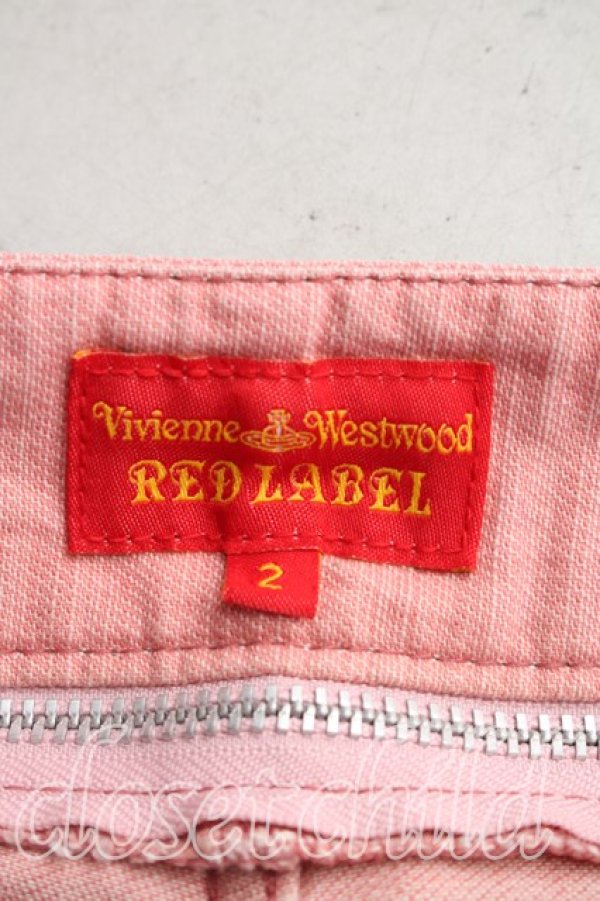 Vivienne Westwood
RED LABEL
2
closetchild